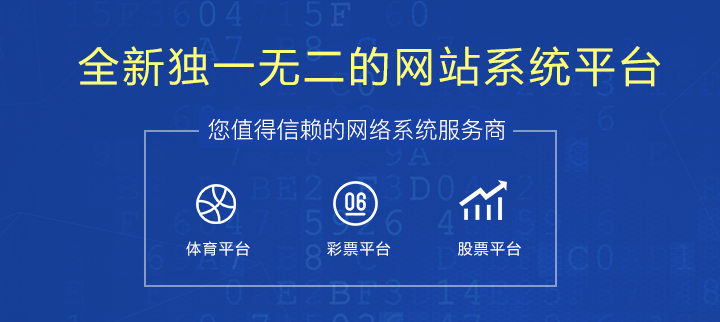 全新独一无二的网站系统平台
您值得信赖的网络系统服务商
06
体育平台
彩票平台
股票平台